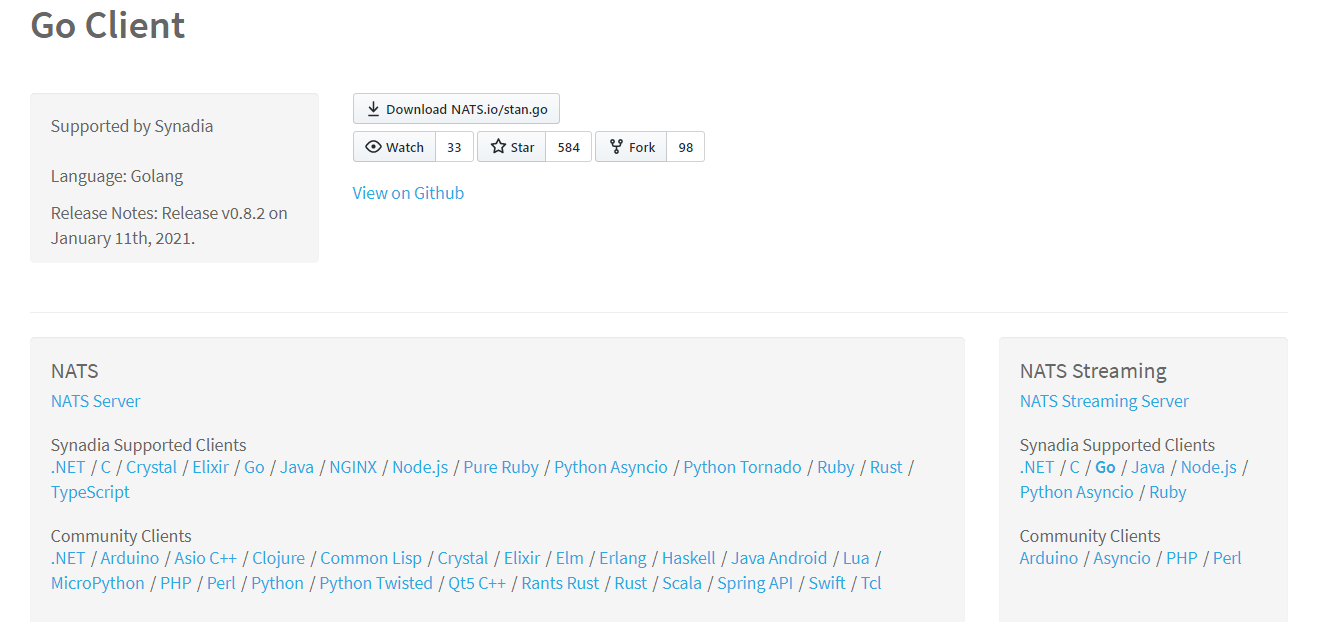 Go Client
Supported by Synadia
Language: Golang
Release Notes: Release v0.8.2 on
January 11th, 2021.
Download NATS.io/stan.go
Watch 33 Star 584 Fork 98
View on Github
NATS
NATS Server
Synadia Supported Clients
.NET / C / Crystal / Elixir / Go / Java / NGINX / Node.js / Pure Ruby / Python Asyncio / Python Tornado / Ruby / Rust /
TypeScript
Community Clients
.NET / Arduino / Asio C++ / Clojure / Common Lisp / Crystal / Elixir / Elm / Erlang / Haskell / Java Android / Lua /
MicroPython / PHP / Perl / Python / Python Twisted / Qt5 C++ / Rants Rust / Rust / Scala / Spring API / Swift / Tcl
NATS Streaming
NATS Streaming Server
Synadia Supported Clients
.NET / C / Go / Java / Node.js /
Python Asyncio / Ruby
Community Clients
Arduino / Asyncio / PHP / Perl